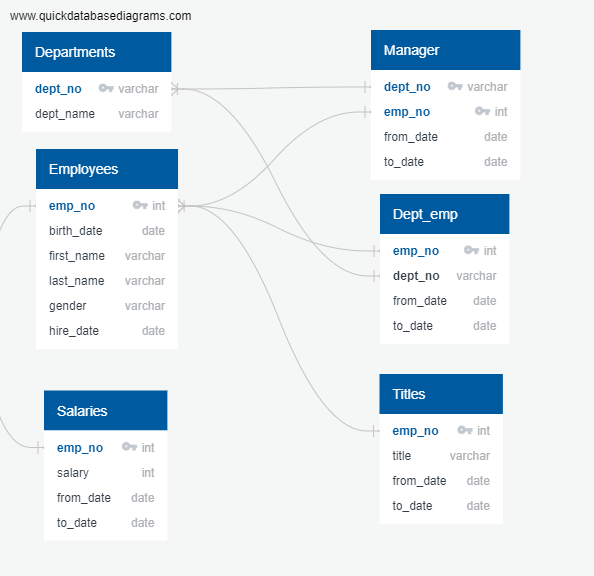 www.quickdatabasediagrams.com
Departments
dept_no varchar
dept_name varchar
Employees
emp_no int
birth_date date
first_name varchar
last_name varchar
gender varchar
hire_date date
Salaries
emp_no int
salary int
from_date date
to_date date
Manager
dept_no varchar
emp_no int
from_date date
to_date date
Dept_emp
emp_no int
dept_no varchar
from_date date
to_date date
Titles
emp_no int
title varchar
from_date date
to_date date